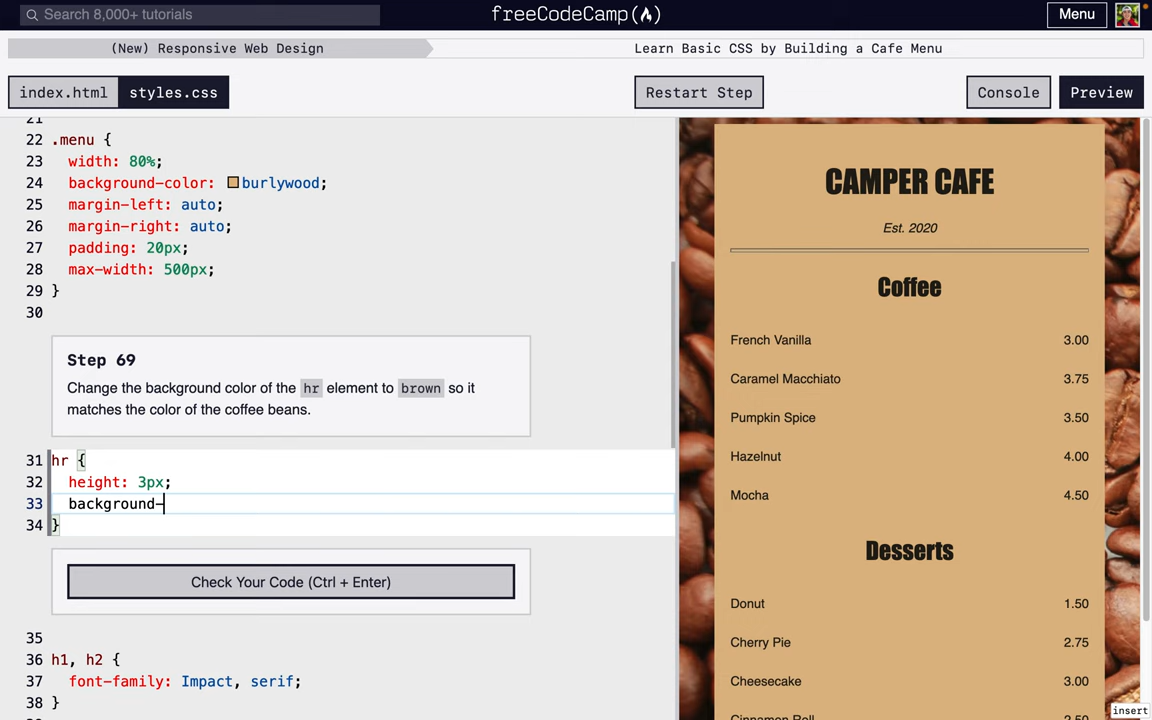 Search 8,000+ tutorials
freeCodeCamp
Menu
(New) Responsive Web Design
Learn Basic CSS by Building a Cafe Menu
index.html
styles.css
Restart Step
Console
Preview
21
22 .menu {
23 width: 80%;
24 background-color: burlywood;
25 margin-left: auto;
26 margin-right: auto;
27 padding: 20px;
28 max-width: 500px;
29 }
30
Step 69
Change the background color of the hr element to brown so it
matches the color of the coffee beans.
31 hr {
32 height: 3px;
33 background-
34 }
Check Your Code (Ctrl + Enter)
35
36 h1, h2 {
37 font-family: Impact, serif;
38 }
CAMPER CAFE
Est. 2020
Coffee
French Vanilla 3.00
Caramel Macchiato 3.75
Pumpkin Spice 3.50
Hazelnut 4.00
Mocha 4.50
Desserts
Donut 1.50
Cherry Pie 2.75
Cheesecake 3.00
Cinnamon Roll 2.50
insert